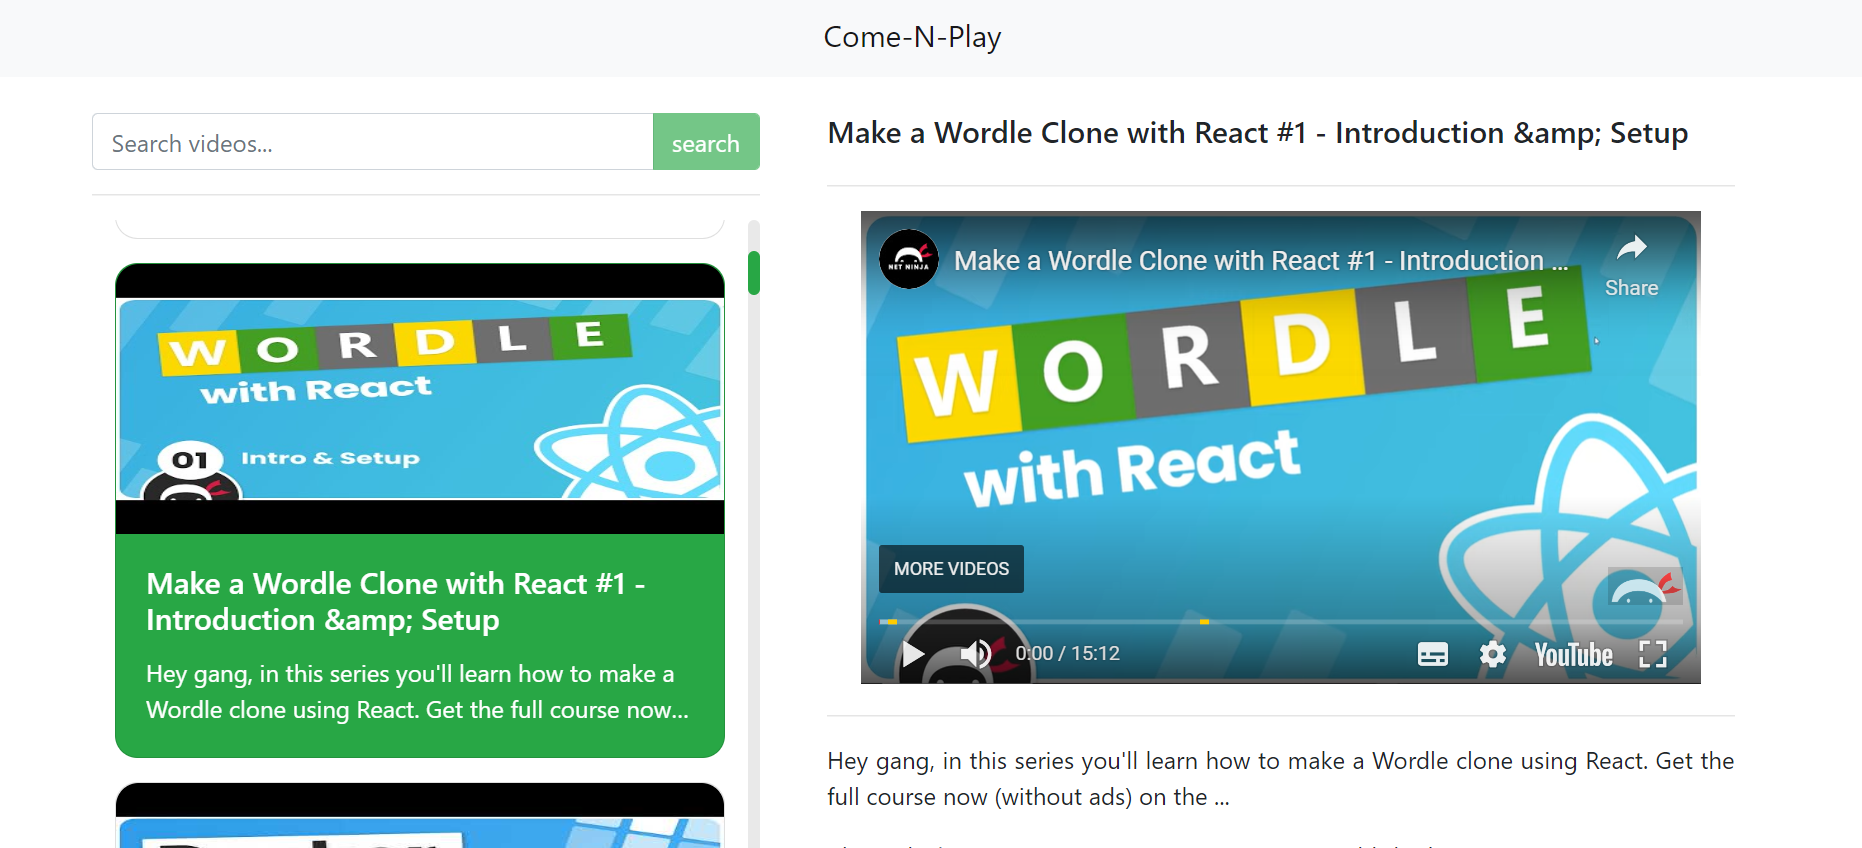 Come-N-Play
Search videos...
search
WORDLE
with React
01
Intro & Setup
Make a Wordle Clone with React #1 -
Introduction &amp; Setup
Hey gang, in this series you'll learn how to make a
Wordle clone using React. Get the full course now...
Make a Wordle Clone with React #1 - Introduction &amp; Setup
NET NINJA
Make a Wordle Clone with React #1 - Introduction ...
Share
WORDLE
with React
MORE VIDEOS
0:00 / 15:12
YouTube
Hey gang, in this series you'll learn how to make a Wordle clone using React. Get the
full course now (without ads) on the ...